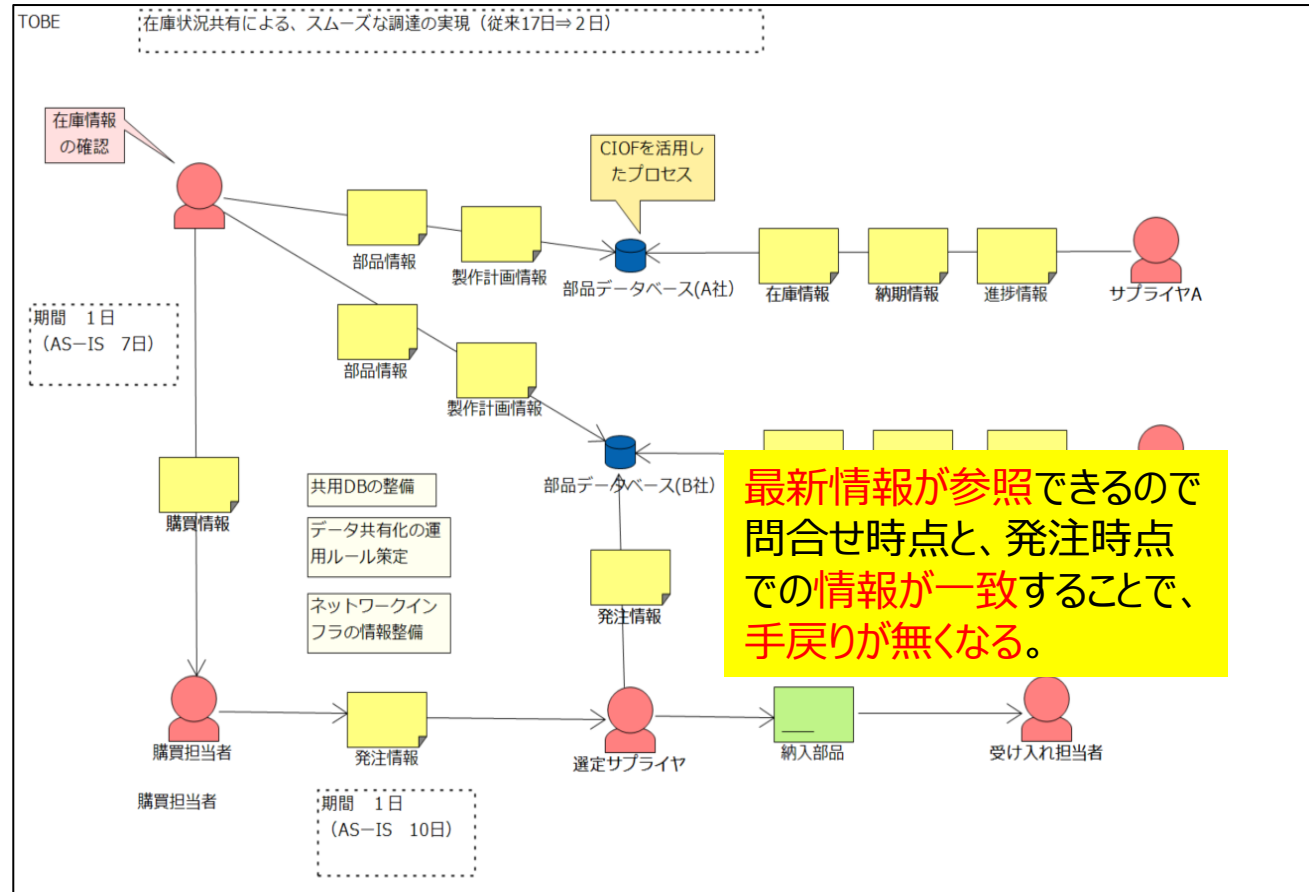 TOBE
在庫状況共有による、スムーズな調達の実現（従来17日⇒２日）
在庫情報
の確認
CIOFを活用し
たプロセス
部品情報
製作計画情報
部品データベース(A社)
在庫情報
納期情報
進捗情報
サプライヤA
期間　1日
（AS－IS　7日）
部品情報
製作計画情報
購買情報
共用DBの整備
データ共有化の運
用ルール策定
ネットワークイン
フラの情報整備
部品データベース(B社)
発注情報
最新情報が参照できるので
問合せ時点と、発注時点
での情報が一致することで、
手戻りが無くなる。
購買担当者
発注情報
選定サプライヤ
納入部品
受け入れ担当者
購買担当者
期間　1日
（AS－IS　10日）